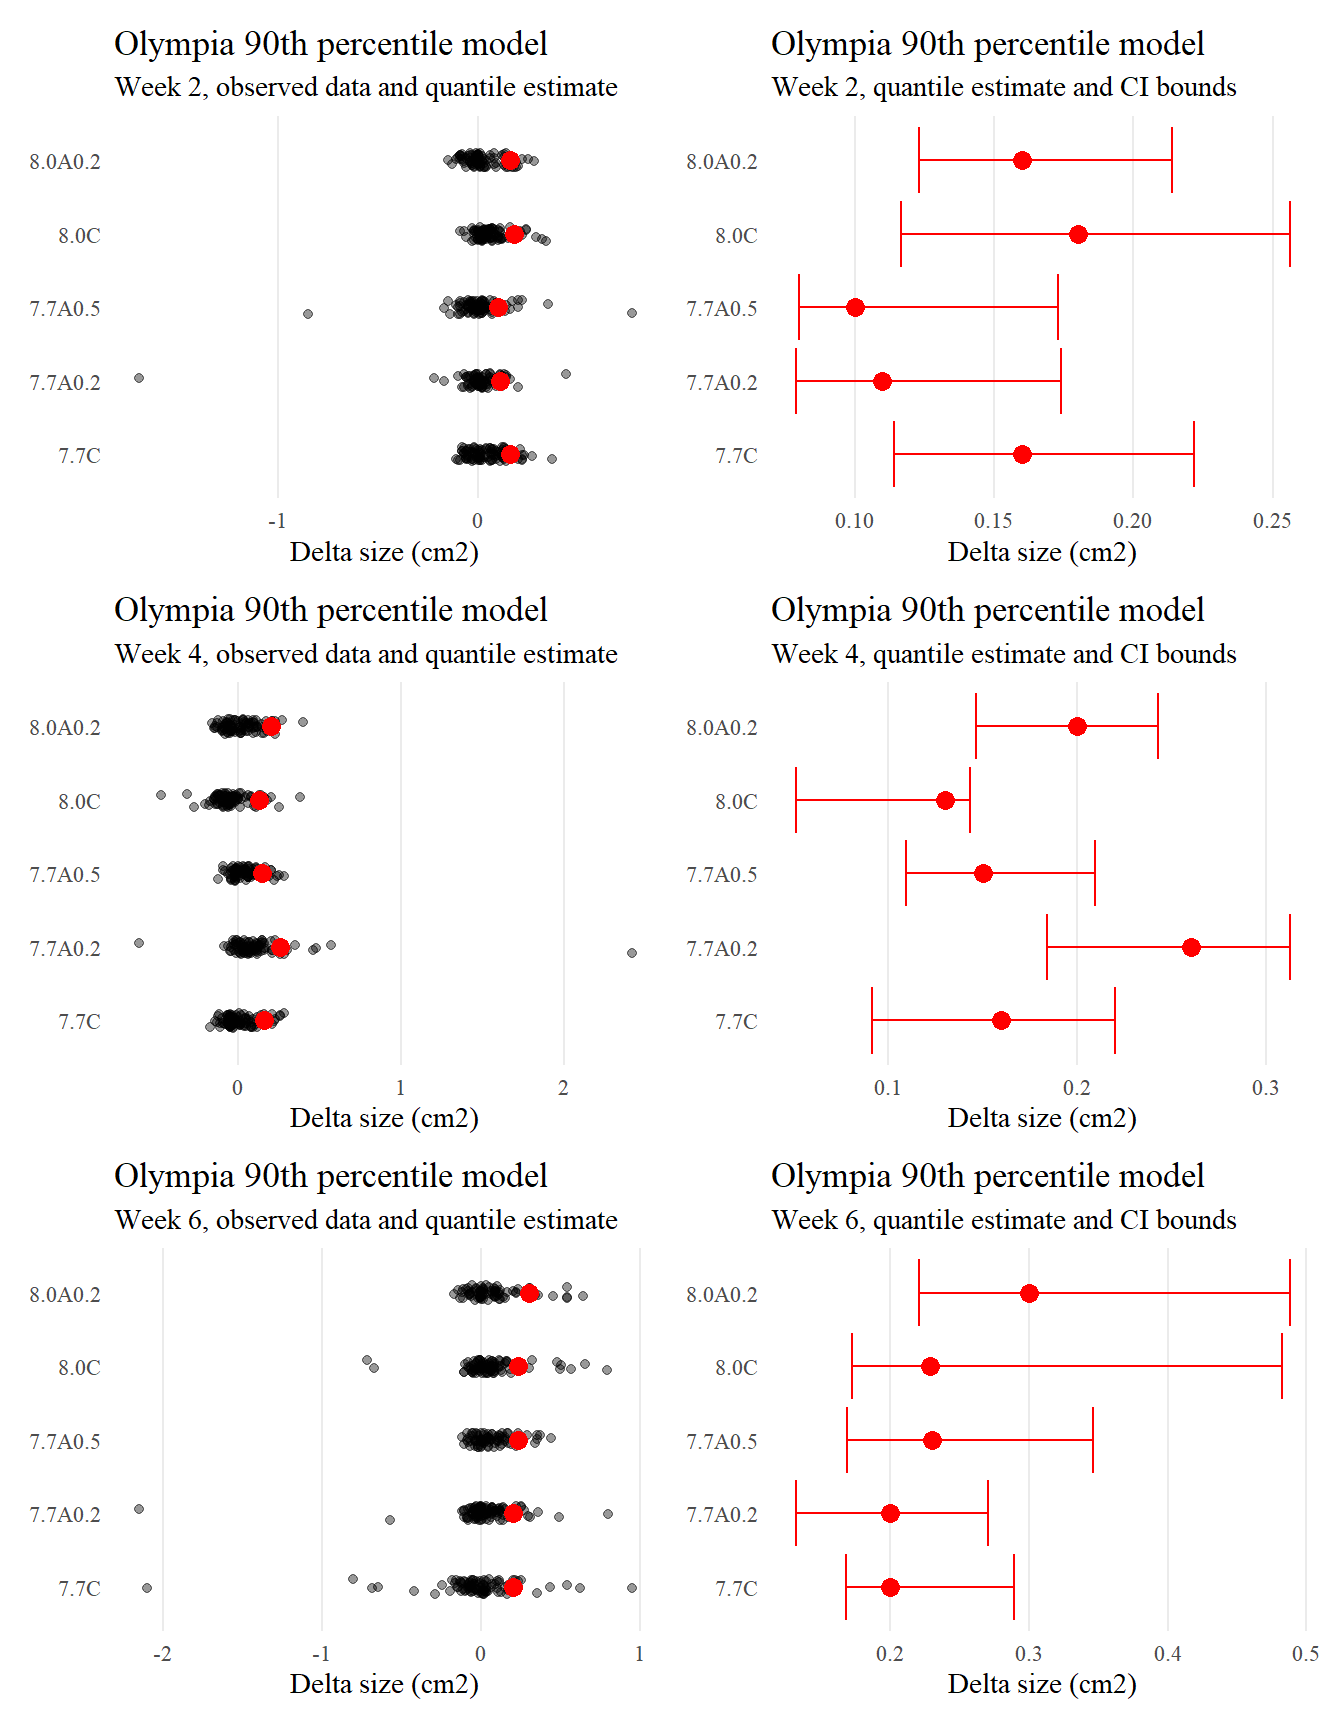 Olympia 90th percentile model
Week 2, observed data and quantile estimate
8.0A0.2
8.0C
7.7A0.5
7.7A0.2
7.7C
-1
0
Delta size (cm2)
Olympia 90th percentile model
Week 2, quantile estimate and CI bounds
8.0A0.2
8.0C
7.7A0.5
7.7A0.2
7.7C
0.10
0.15
0.20
0.25
Delta size (cm2)
Olympia 90th percentile model
Week 4, observed data and quantile estimate
8.0A0.2
8.0C
7.7A0.5
7.7A0.2
7.7C
0
1
2
Delta size (cm2)
Olympia 90th percentile model
Week 4, quantile estimate and CI bounds
8.0A0.2
8.0C
7.7A0.5
7.7A0.2
7.7C
0.1
0.2
0.3
Delta size (cm2)
Olympia 90th percentile model
Week 6, observed data and quantile estimate
8.0A0.2
8.0C
7.7A0.5
7.7A0.2
7.7C
-2
-1
0
1
Delta size (cm2)
Olympia 90th percentile model
Week 6, quantile estimate and CI bounds
8.0A0.2
8.0C
7.7A0.5
7.7A0.2
7.7C
0.2
0.3
0.4
0.5
Delta size (cm2)